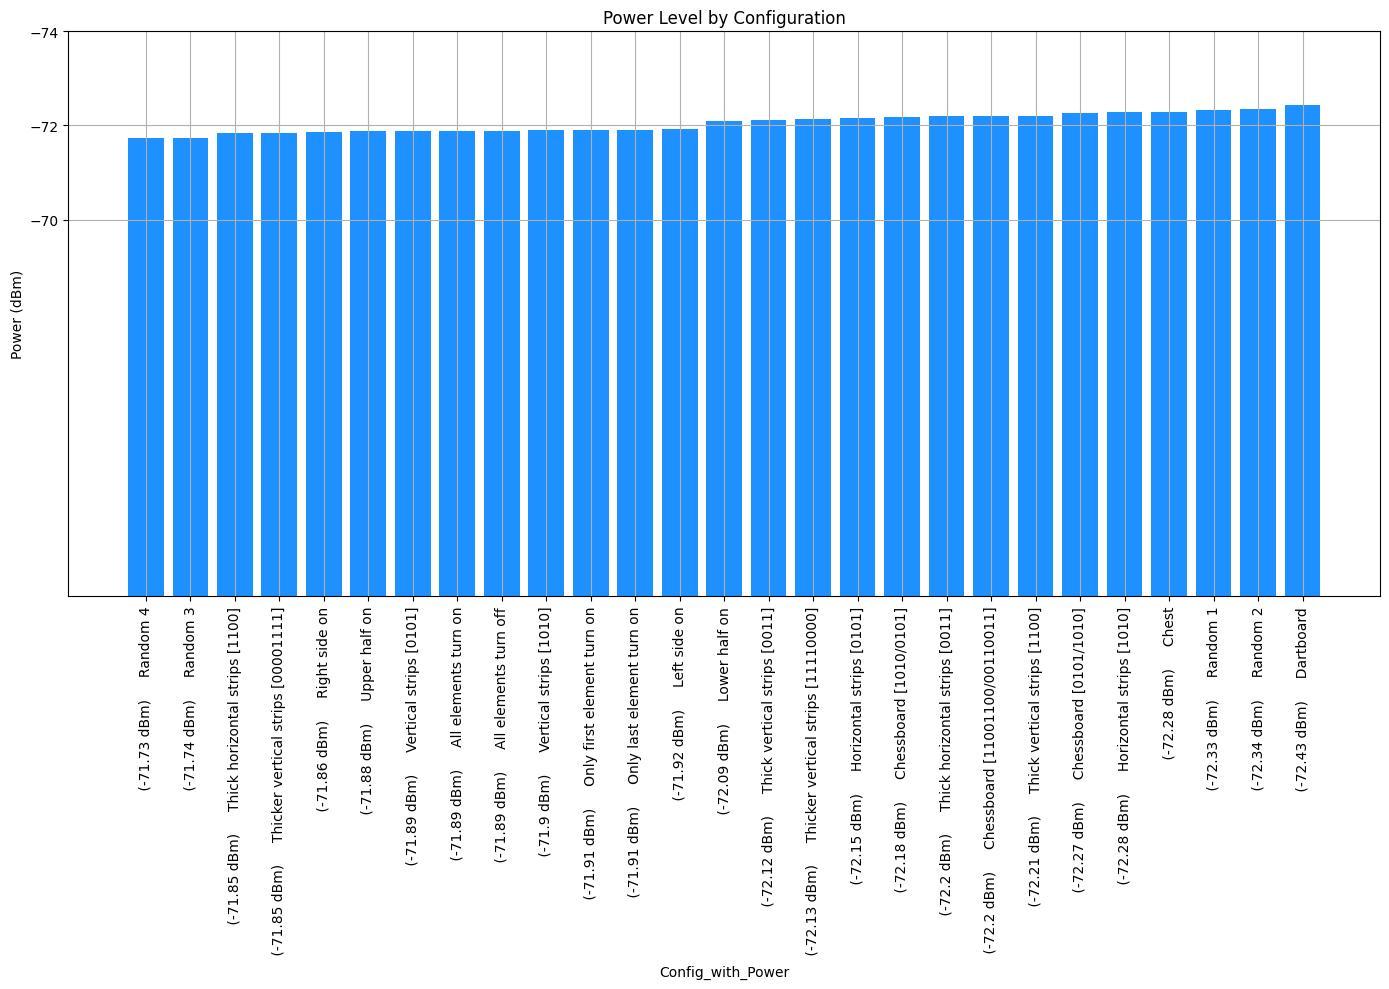 Power Level by Configuration
Power (dBm)
−74
−72
−70
(-71.73 dBm) Random 4
(-71.74 dBm) Random 3
(-71.85 dBm) Thick horizontal strips [1100]
(-71.85 dBm) Thicker vertical strips [00001111]
(-71.86 dBm) Right side on
(-71.88 dBm) Upper half on
(-71.89 dBm) Vertical strips [0101]
(-71.89 dBm) All elements turn on
(-71.89 dBm) All elements turn off
(-71.9 dBm) Vertical strips [1010]
(-71.91 dBm) Only first element turn on
(-71.91 dBm) Only last element turn on
(-71.92 dBm) Left side on
(-72.09 dBm) Lower half on
(-72.12 dBm) Thick vertical strips [0011]
(-72.13 dBm) Thicker vertical strips [11110000]
(-72.15 dBm) Horizontal strips [0101]
(-72.18 dBm) Chessboard [1010/0101]
(-72.2 dBm) Thick horizontal strips [0011]
(-72.2 dBm) Chessboard [11001100/00110011]
(-72.21 dBm) Thick vertical strips [1100]
(-72.27 dBm) Chessboard [0101/1010]
(-72.28 dBm) Horizontal strips [1010]
(-72.28 dBm) Chest
(-72.33 dBm) Random 1
(-72.34 dBm) Random 2
(-72.43 dBm) Dartboard
Config_with_Power